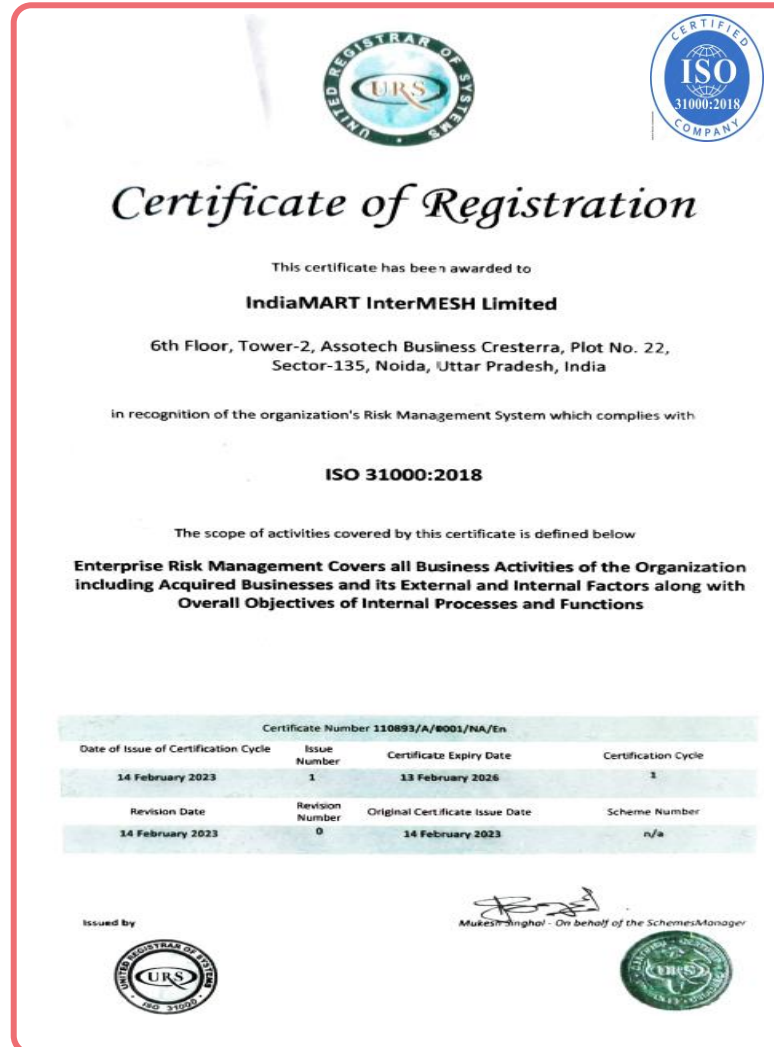 UNITED REGISTRAR OF SYSTEMS
URS
CERTIFIED
ISO
31000:2018
COMPANY
Certificate of Registration
This certificate has been awarded to
IndiaMART InterMESH Limited
6th Floor, Tower-2, Assotech Business Cresterra, Plot No. 22,
Sector-135, Noida, Uttar Pradesh, India
in recognition of the organization's Risk Management System which complies with
ISO 31000:2018
The scope of activities covered by this certificate is defined below
Enterprise Risk Management Covers all Business Activities of the Organization
including Acquired Businesses and its External and Internal Factors along with
Overall Objectives of Internal Processes and Functions
Certificate Number 110893/A/0001/NA/En
Date of Issue of Certification Cycle Issue Number Certificate Expiry Date Certification Cycle
14 February 2023 1 13 February 2026 1
Revision Date Revision Number Original Certificate Issue Date Scheme Number
14 February 2023 0 14 February 2023 n/a
Issued by
Mukesh Singhal - On behalf of the SchemesManager
UNITED REGISTRAR OF SYSTEMS
URS
ISO 31000
URS